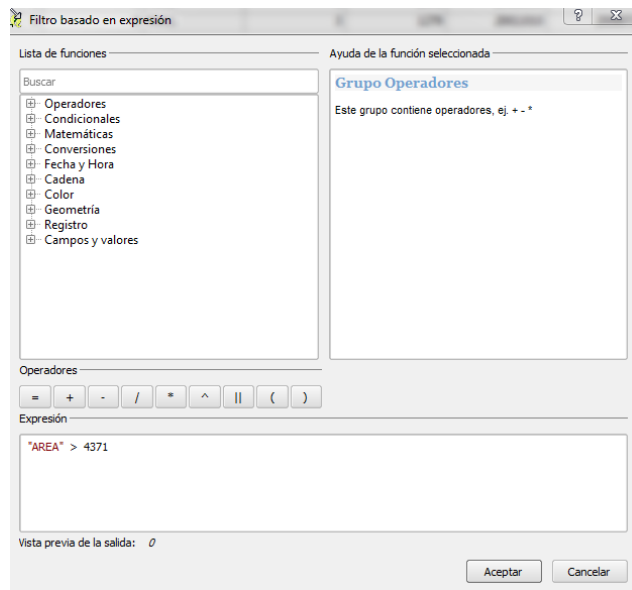 Filtro basado en expresión
Lista de funciones
Ayuda de la función seleccionada
Buscar
Operadores
Condicionales
Matemáticas
Conversiones
Fecha y Hora
Cadena
Color
Geometría
Registro
Campos y valores
Grupo Operadores
Este grupo contiene operadores, ej. + - *
Operadores
= + - / * ^ || ( )
Expresión
"AREA" > 4371
Vista previa de la salida: 0
Aceptar Cancelar